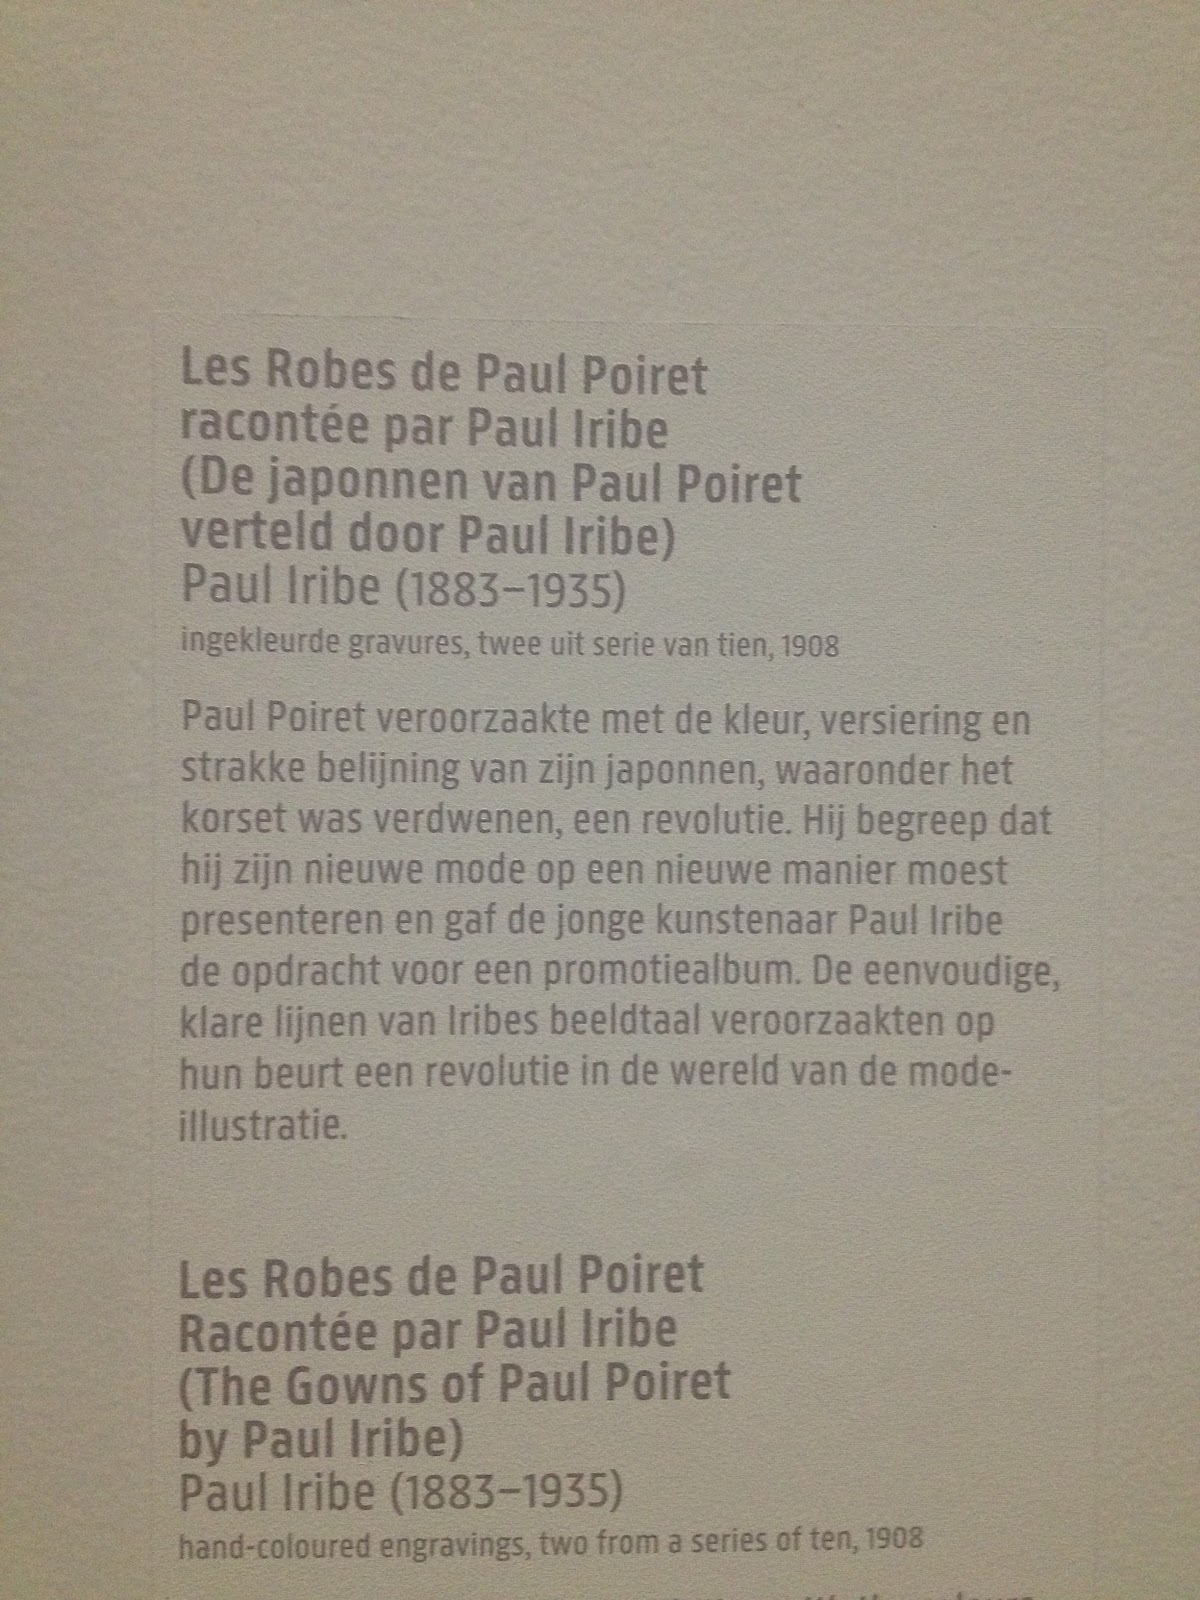 Les Robes de Paul Poiret
racontée par Paul Iribe
(De japonnen van Paul Poiret
verteld door Paul Iribe)
Paul Iribe (1883–1935)
ingekleurde gravures, twee uit serie van tien, 1908
Paul Poiret veroorzaakte met de kleur, versiering en
strakke belijning van zijn japonnen, waaronder het
korset was verdwenen, een revolutie. Hij begreep dat
hij zijn nieuwe mode op een nieuwe manier moest
presenteren en gaf de jonge kunstenaar Paul Iribe
de opdracht voor een promotiealbum. De eenvoudige,
klare lijnen van Iribes beeldtaal veroorzaakten op
hun beurt een revolutie in de wereld van de mode-
illustratie.
Les Robes de Paul Poiret
Racontée par Paul Iribe
(The Gowns of Paul Poiret
by Paul Iribe)
Paul Iribe (1883–1935)
hand-coloured engravings, two from a series of ten, 1908